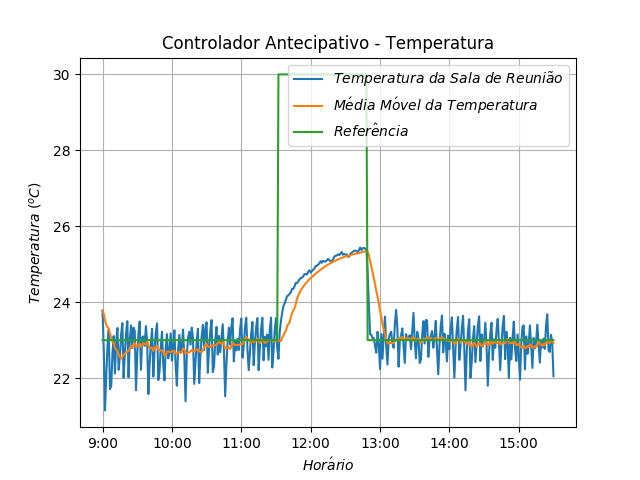 Controlador Antecipativo - Temperatura
30
28
26
24
22
Temperatura (ºC)
Temperatura da Sala de Reunião
Média Móvel da Temperatura
Referência
9:00 10:00 11:00 12:00 13:00 14:00 15:00
Horário